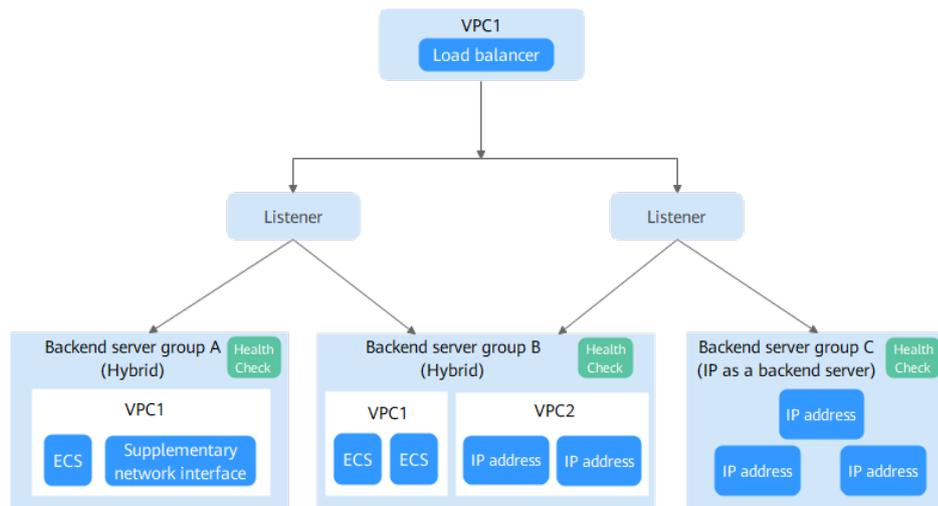 VPC1
Load balancer
Listener
Listener
Backend server group A
(Hybrid)
Health
Check
VPC1
ECS
Supplementary
network interface
Backend server group B
(Hybrid)
Health
Check
VPC1
ECS
ECS
VPC2
IP address
IP address
Backend server group C
(IP as a backend server)
Health
Check
IP address
IP address
IP address